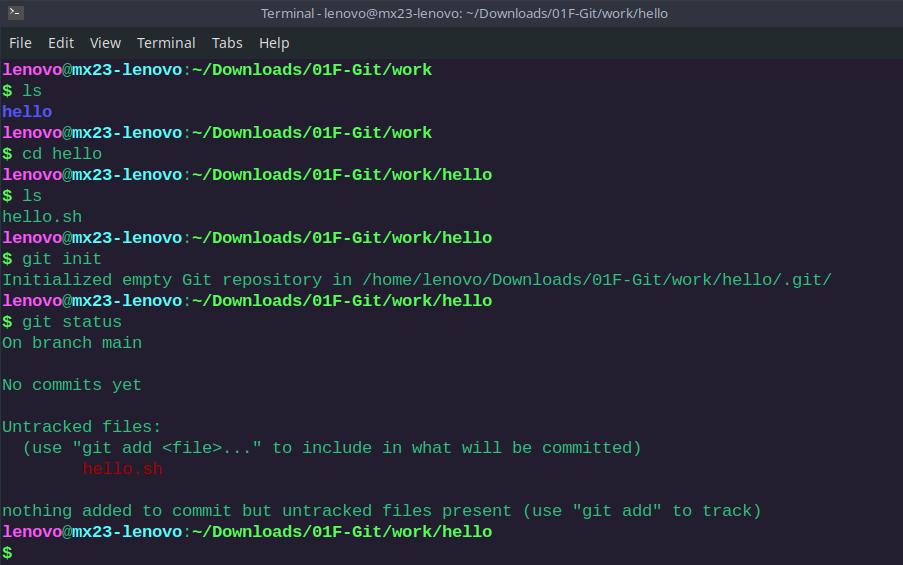 Terminal - lenovo@mx23-lenovo: ~/Downloads/01F-Git/work/hello
File Edit View Terminal Tabs Help
lenovo@mx23-lenovo:~/Downloads/01F-Git/work
$ ls
hello
lenovo@mx23-lenovo:~/Downloads/01F-Git/work
$ cd hello
lenovo@mx23-lenovo:~/Downloads/01F-Git/work/hello
$ ls
hello.sh
lenovo@mx23-lenovo:~/Downloads/01F-Git/work/hello
$ git init
Initialized empty Git repository in /home/lenovo/Downloads/01F-Git/work/hello/.git/
lenovo@mx23-lenovo:~/Downloads/01F-Git/work/hello
$ git status
On branch main
No commits yet
Untracked files:
(use "git add <file>..." to include in what will be committed)
hello.sh
nothing added to commit but untracked files present (use "git add" to track)
lenovo@mx23-lenovo:~/Downloads/01F-Git/work/hello
$